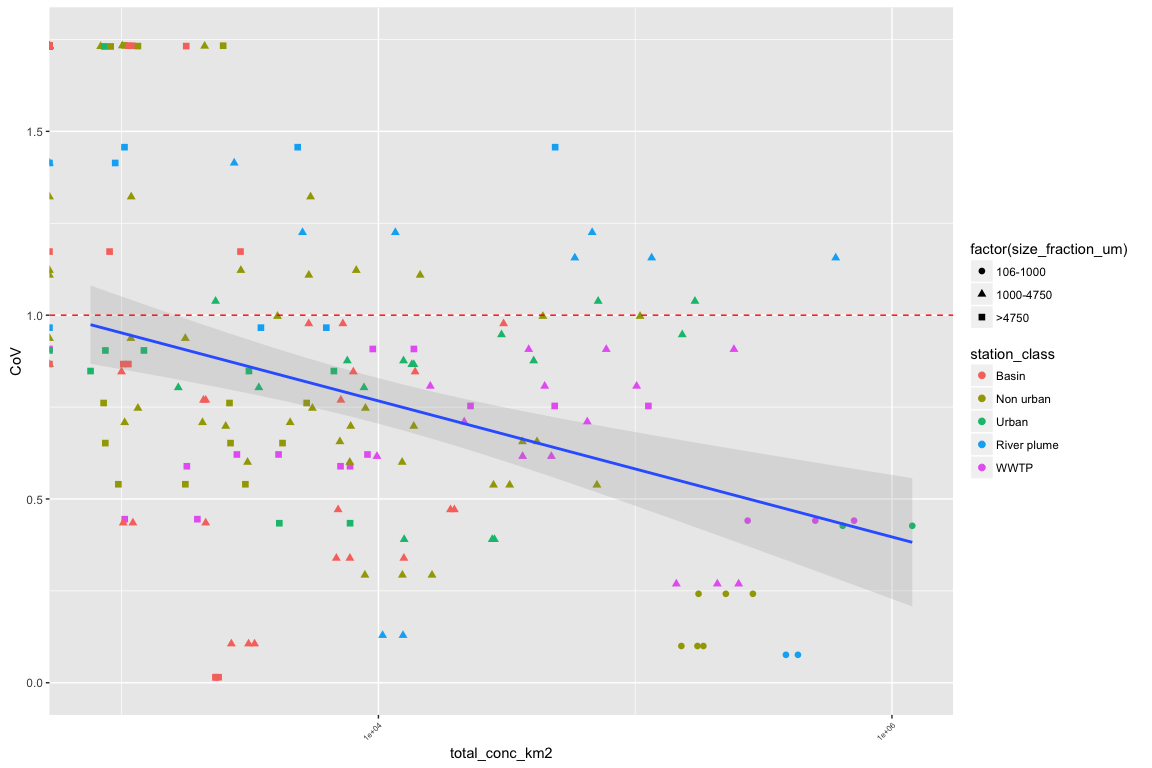 CoV
1.5
1.0
0.5
0.0
1e+04
1e+06
total_conc_km2
factor(size_fraction_um)
106-1000
1000-4750
>4750
station_class
Basin
Non urban
Urban
River plume
WWTP